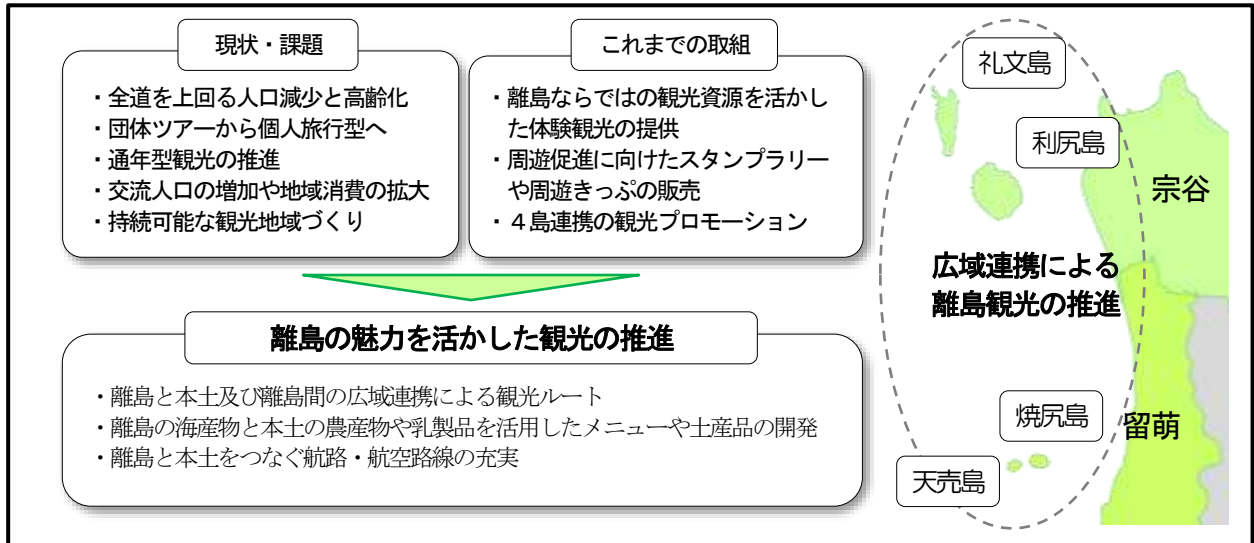 現状・課題
・全道を上回る人口減少と高齢化
・団体ツアーから個人旅行型へ
・通年型観光の推進
・交流人口の増加や地域消費の拡大
・持続可能な観光地域づくり
これまでの取組
・離島ならではの観光資源を活かし
た体験観光の提供
・周遊促進に向けたスタンプラリー
や周遊きっぷの販売
・４島連携の観光プロモーション
離島の魅力を活かした観光の推進
・離島と本土及び離島間の広域連携による観光ルート
・離島の海産物と本土の農産物や乳製品を活用したメニューや土産品の開発
・離島と本土をつなぐ航路・航空路線の充実
礼文島
利尻島
宗谷
広域連携による
離島観光の推進
焼尻島
留萌
天売島